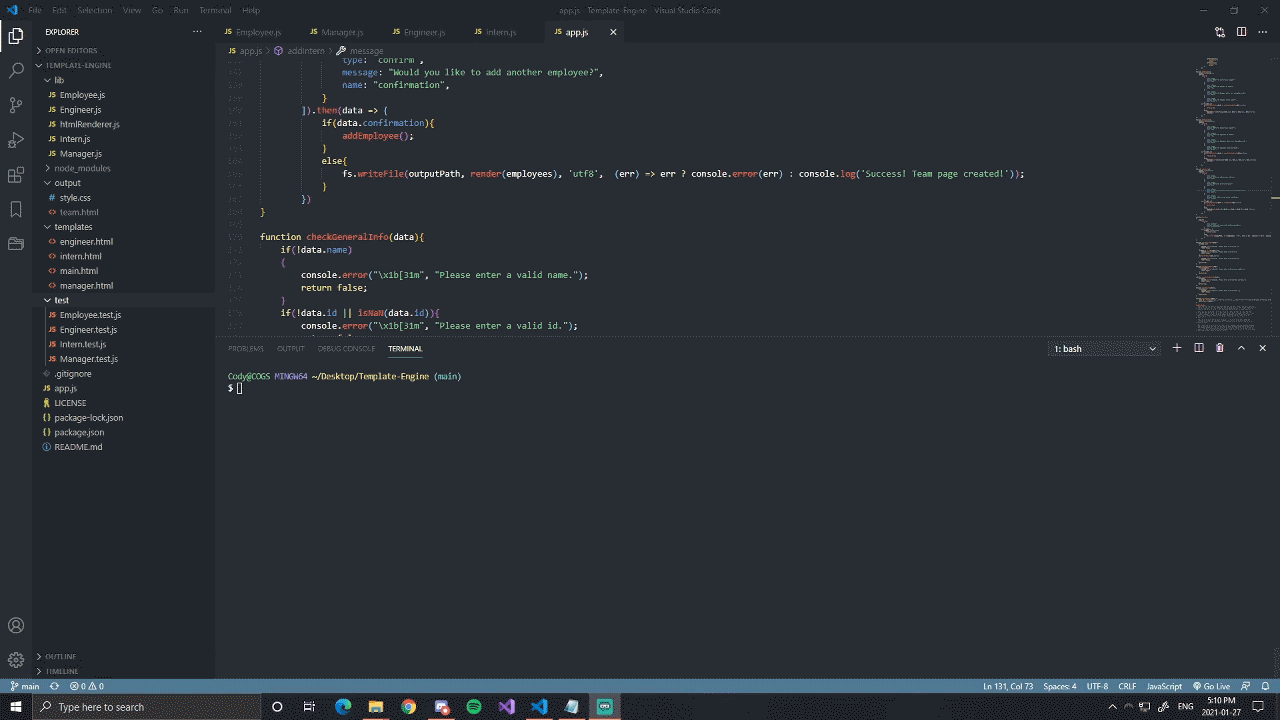 File Edit Selection View Go Run Terminal Help
app.js - Template-Engine - Visual Studio Code
EXPLORER
OPEN EDITORS
TEMPLATE-ENGINE
lib
Employee.js
Engineer.js
htmlRenderer.js
Intern.js
Manager.js
node_modules
output
style.css
team.html
templates
engineer.html
intern.html
main.html
manager.html
test
Employee.test.js
Engineer.test.js
Intern.test.js
Manager.test.js
.gitignore
app.js
LICENSE
package-lock.json
package.json
README.md
OUTLINE
TIMELINE
JS Employee.js JS Manager.js JS Engineer.js JS intern.js JS app.js
JS app.js > addIntern > message
type: "confirm",
message: "Would you like to add another employee?",
name: "confirmation",
}
]).then(data => {
if(data.confirmation){
addEmployee();
}
else{
fs.writeFile(outputPath, render(employees), 'utf8', (err) => err ? console.error(err) : console.log('Success! Team page created!'));
}
})
}
function checkGeneralInfo(data){
if(!data.name)
{
console.error("\x1b[31m", "Please enter a valid name.");
return false;
}
if(!data.id || isNaN(data.id)){
console.error("\x1b[31m", "Please enter a valid id.");
PROBLEMS OUTPUT DEBUG CONSOLE TERMINAL
1: bash
Cody@COGS MINGW64 ~/Desktop/Template-Engine (main)
$
main 0 0
Ln 131, Col 73 Spaces: 4 UTF-8 CRLF JavaScript Go Live
Type here to search
ENG
5:10 PM
2021-01-27